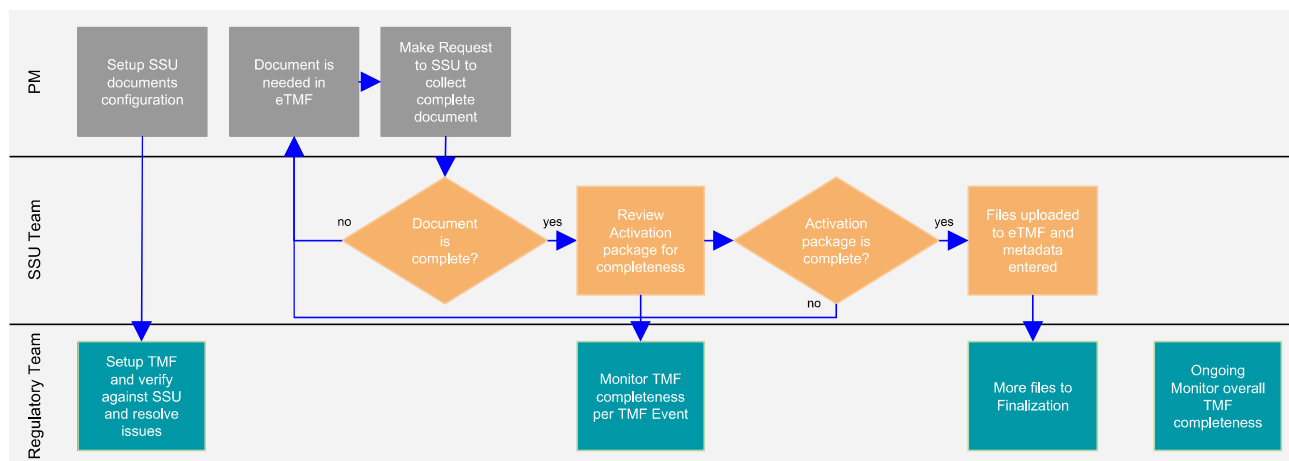 PM
Setup SSU
documents
configuration
Document is
needed in
eTMF
Make Request
to SSU to
collect
complete
document
SSU Team
no
Document
is
complete?
yes
Review
Activation
package for
completeness
Activation
package is
complete?
no
yes
Files uploaded
to eTMF and
metadata
entered
Regulatory Team
Setup TMF
and verify
against SSU
and resolve
issues
Monitor TMF
completeness
per TMF Event
More files to
Finalization
Ongoing
Monitor overall
TMF
completeness